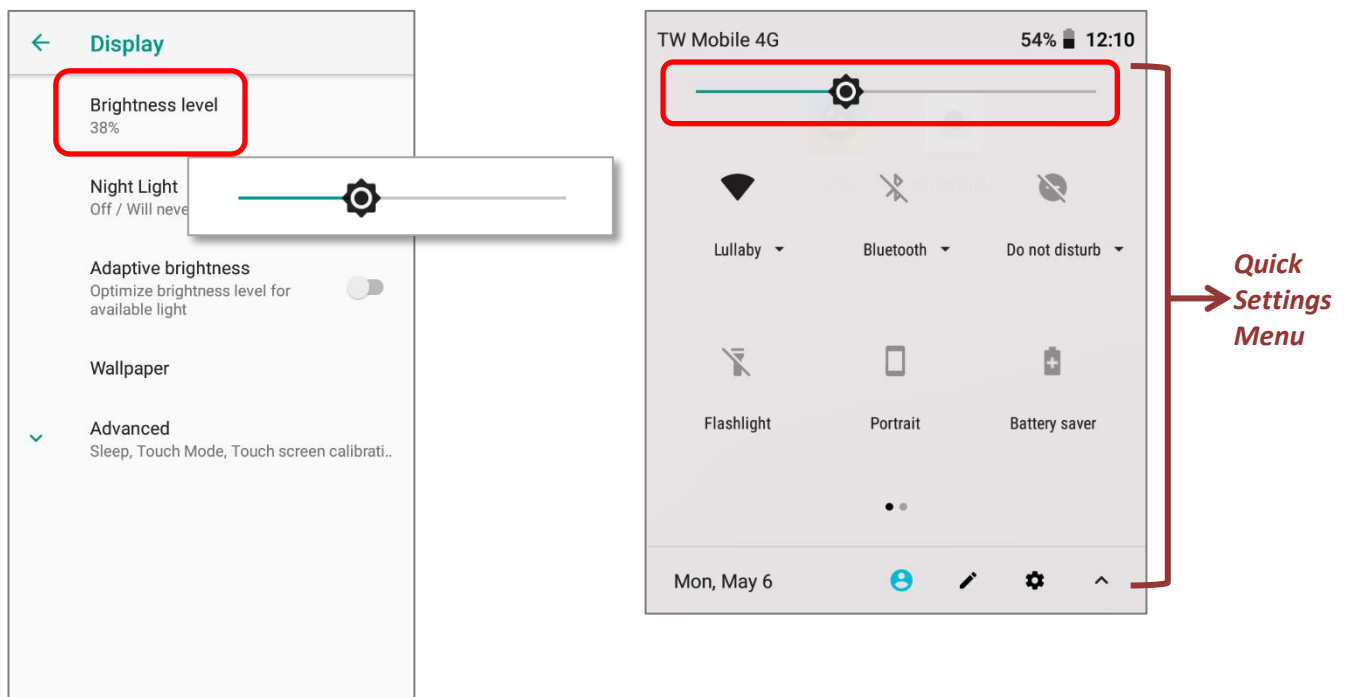 Display
Brightness level
38%
Night Light
Off / Will neve
Adaptive brightness
Optimize brightness level for
available light
Wallpaper
Advanced
Sleep, Touch Mode, Touch screen calibrati..
TW Mobile 4G 54% 12:10
Lullaby Bluetooth Do not disturb
Flashlight Portrait Battery saver
Mon, May 6
Quick
Settings
Menu